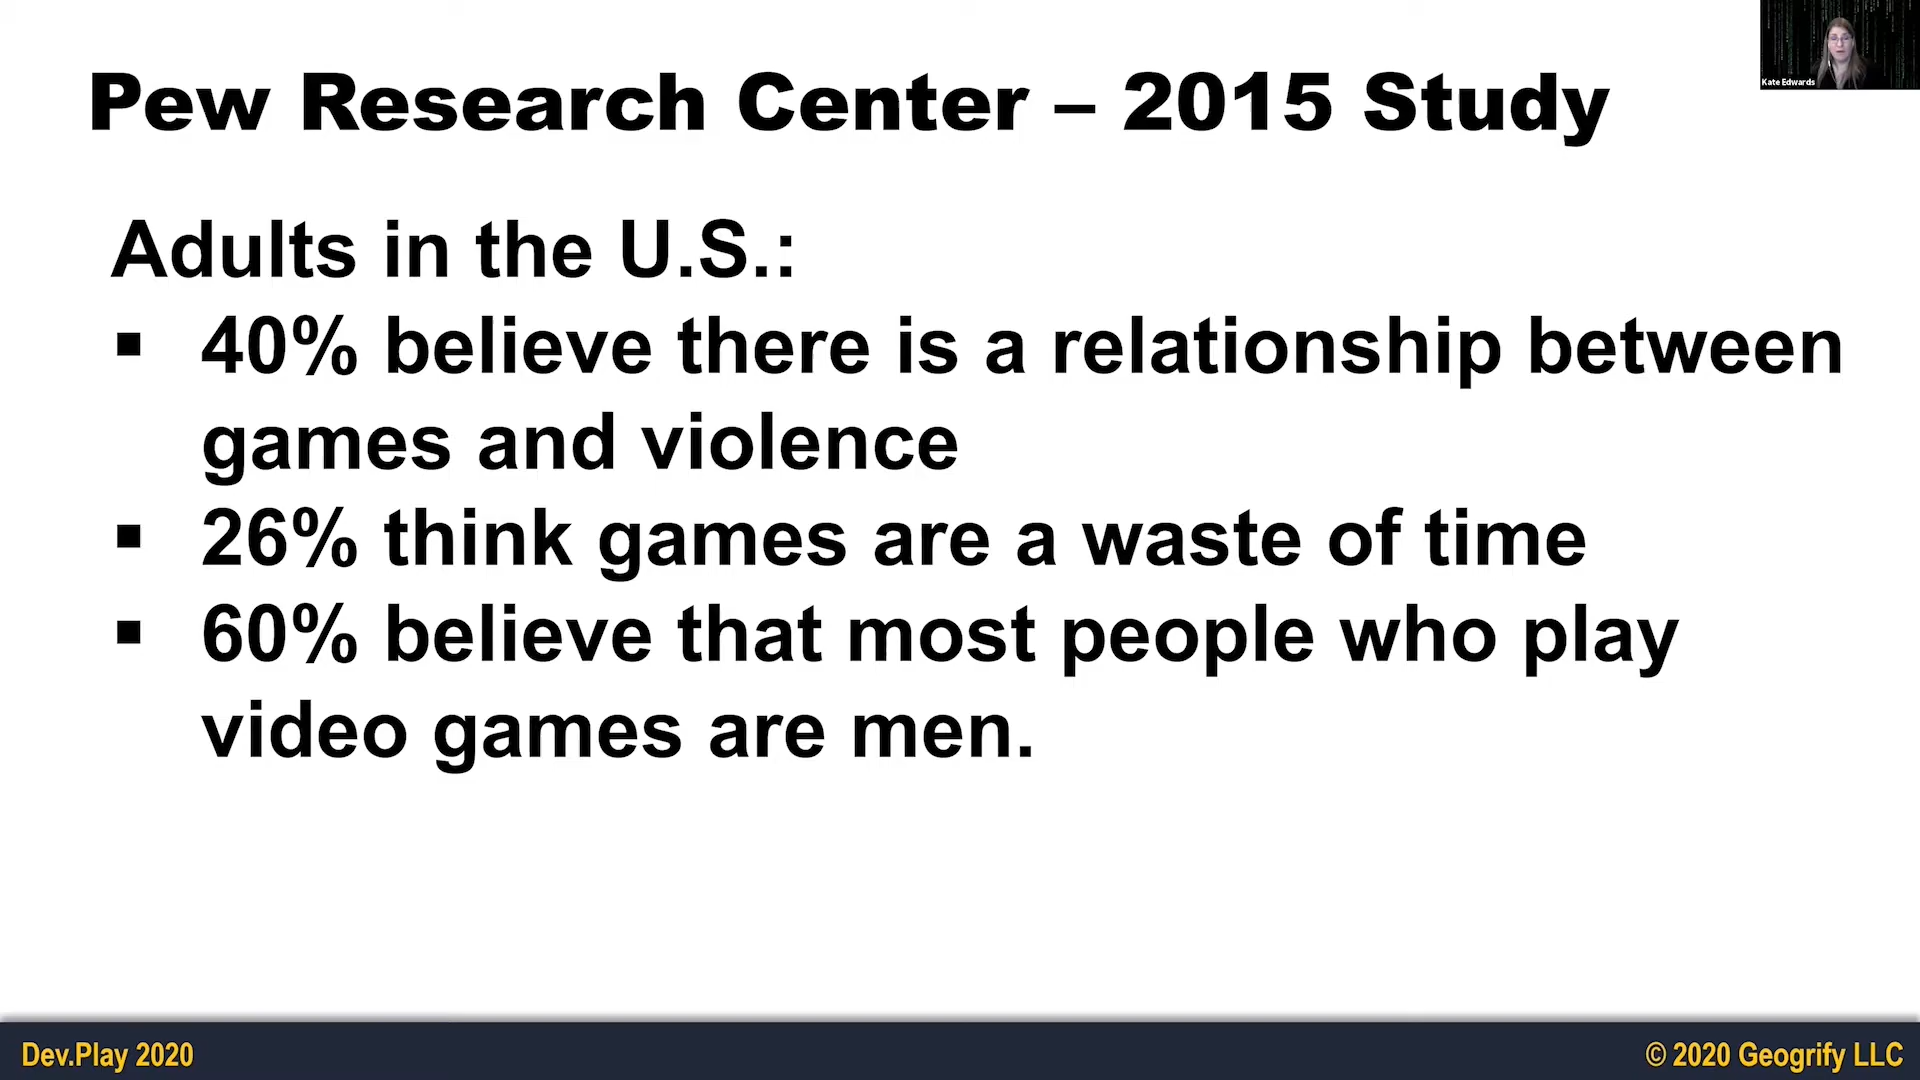 Kate Edwards
Pew Research Center – 2015 Study
Adults in the U.S.:
▪ 40% believe there is a relationship between
games and violence
▪ 26% think games are a waste of time
▪ 60% believe that most people who play
video games are men.
Dev.Play 2020
© 2020 Geogrify LLC